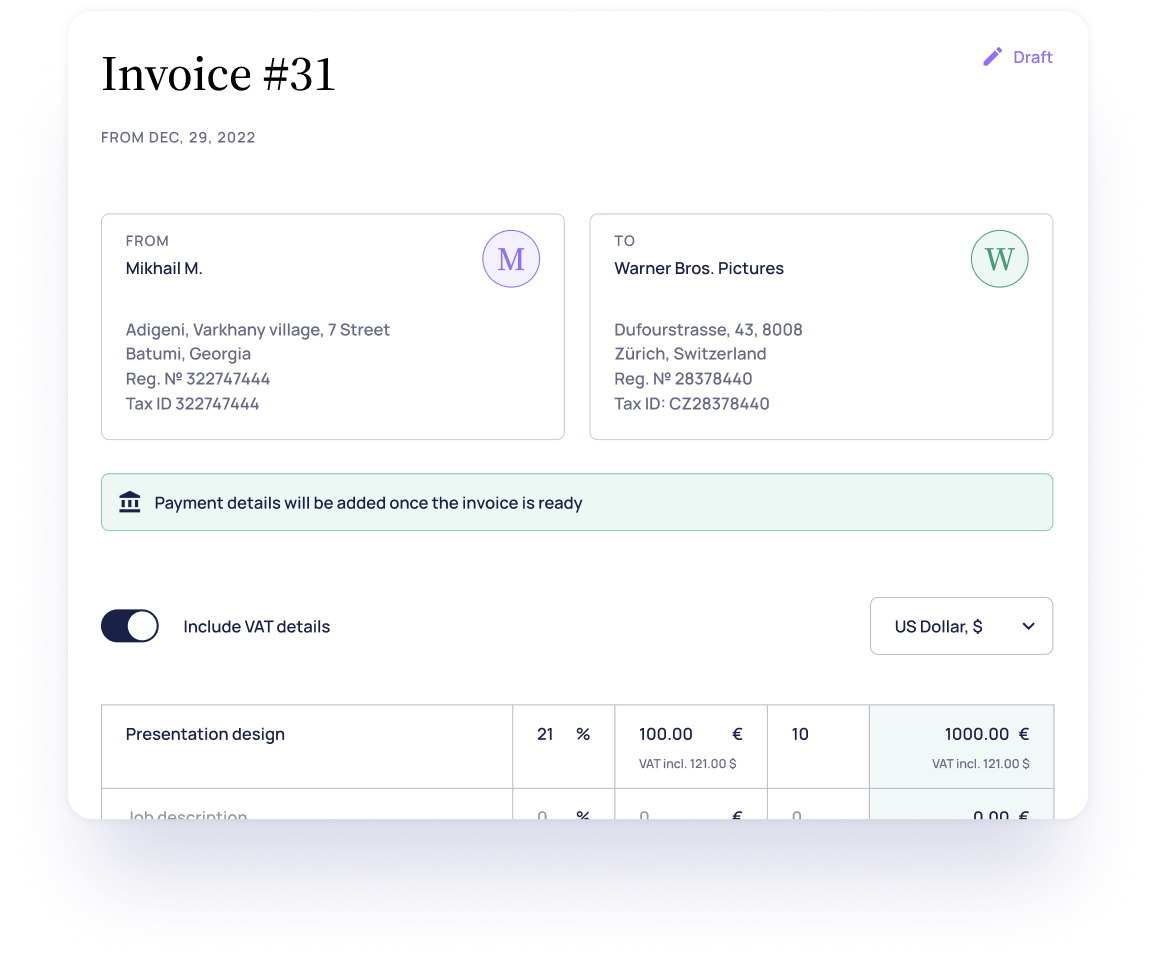 Invoice #31
Draft
FROM DEC, 29, 2022
FROM
Mikhail M.
M
Adigeni, Varkhany village, 7 Street
Batumi, Georgia
Reg. Nº 322747444
Tax ID 322747444
TO
Warner Bros. Pictures
W
Dufourstrasse, 43, 8008
Zürich, Switzerland
Reg. Nº 28378440
Tax ID: CZ28378440
Payment details will be added once the invoice is ready
Include VAT details
US Dollar, $
Presentation design 21 % 100.00 € 10 1000.00 €
VAT incl. 121.00 $ VAT incl. 121.00 $
Job description 0 % 0 € 0 0.00 €